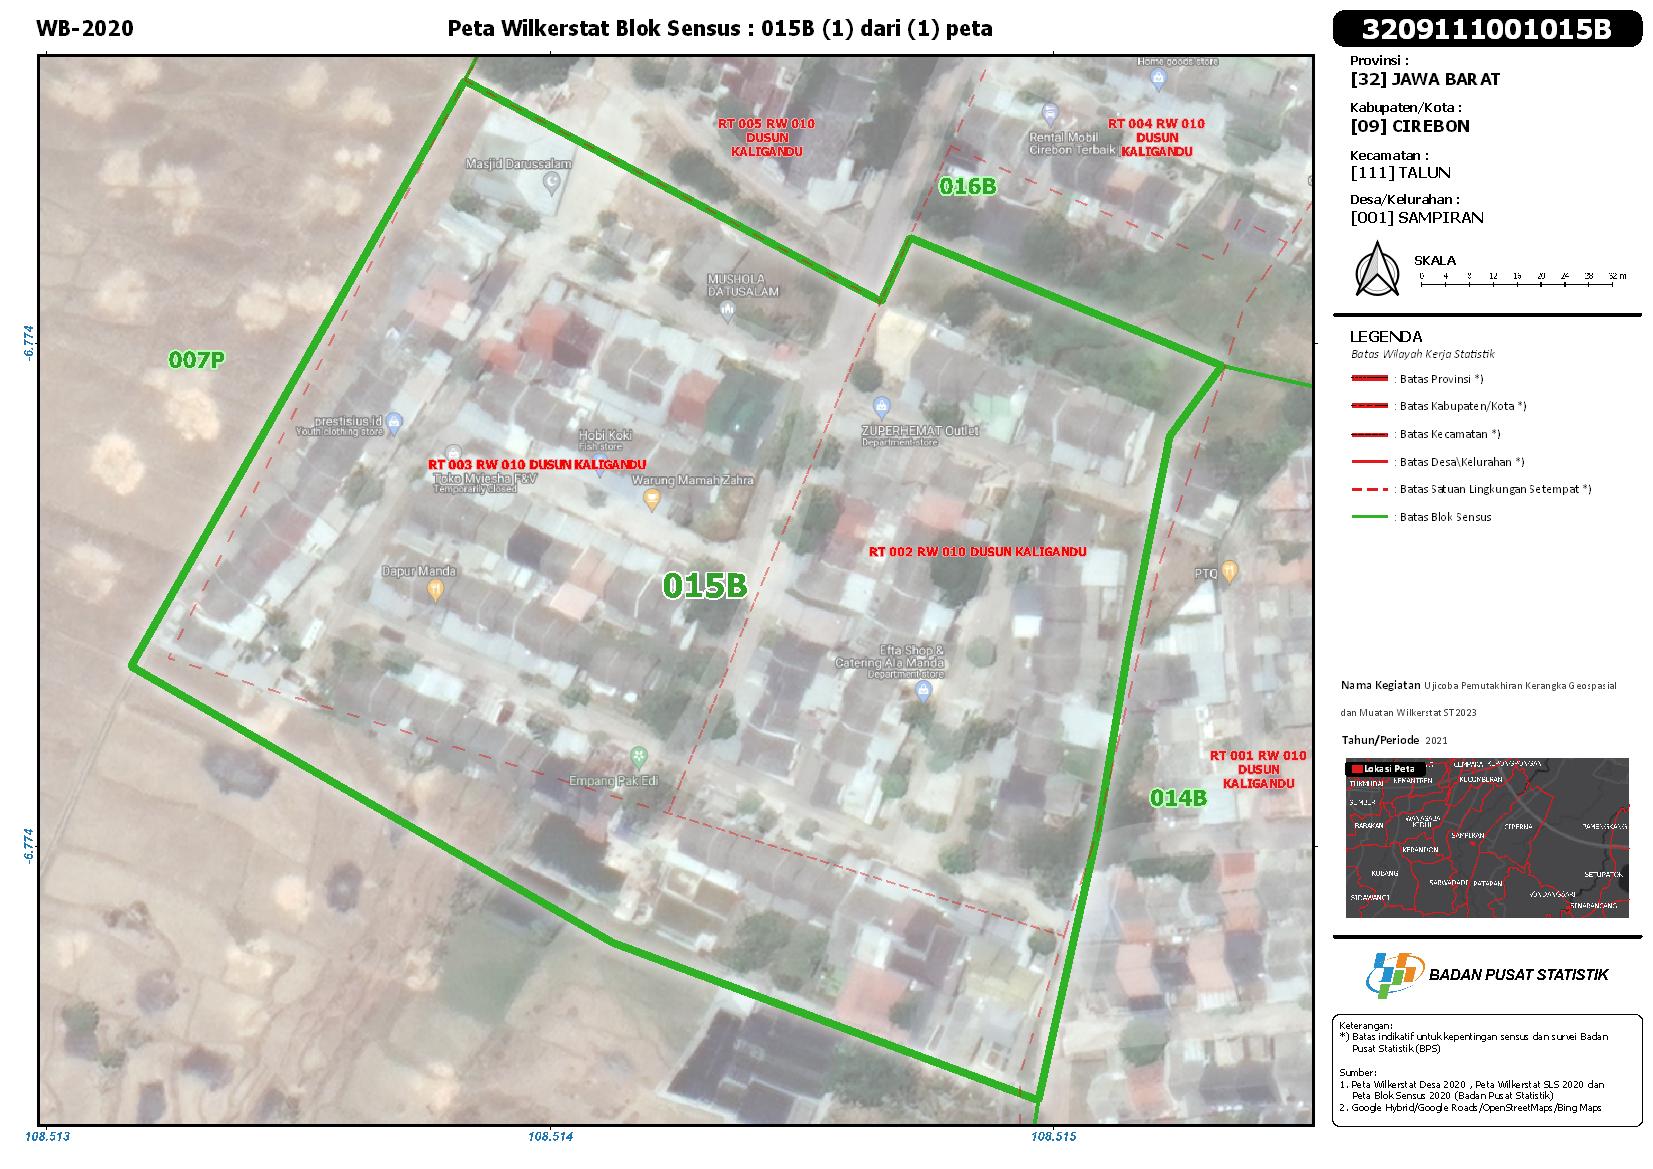 WB-2020
Peta Wilkerstat Blok Sensus : 015B (1) dari (1) peta
3209111001015B
Provinsi :
[32] JAWA BARAT
Kabupaten/Kota :
[09] CIREBON
Kecamatan :
[111] TALUN
Desa/Kelurahan :
[001] SAMPIRAN
SKALA
0 4 8 12 16 20 24 28 32 m
LEGENDA
Batas Wilayah Kerja Statistik
: Batas Provinsi *)
: Batas Kabupaten/Kota *)
: Batas Kecamatan *)
: Batas Desa\Kelurahan *)
: Batas Satuan Lingkungan Setempat *)
: Batas Blok Sensus
Nama Kegiatan Ujicoba Pemutakhiran Kerangka Geospasial
dan Muatan Wilkerstat ST2023
Tahun/Periode 2021
Lokasi Peta
KEMANTREN
SUMBER
BABAKAN
SAMPIRAN
CIPERNA
KERANDON
KUBANG
PATAPAN
SETUPATOK
SIDAWANGI
BADAN PUSAT STATISTIK
Keterangan:
*) Batas indikatif untuk kepentingan sensus dan survei Badan
Pusat Statistik (BPS)
Sumber:
1. Peta Wilkerstat Desa 2020 , Peta Wilkerstat SLS 2020 dan
Peta Blok Sensus 2020 (Badan Pusat Statistik)
2. Google Hybrid/Google Roads/OpenStreetMaps/Bing Maps
Home goods store
RT 005 RW 010
DUSUN
KALIGANDU
RT 004 RW 010
DUSUN
KALIGANDU
Rental Mobil
Cirebon Terbaik
Masjid Darussalam
016B
MUSHOLA
DATUSALAM
007P
prestisius.id
Youth clothing store
Hobi Koki
Fish store
ZUPERHEMAT Outlet
Department store
RT 003 RW 010 DUSUN KALIGANDU
Toko Myiesha F&V
Temporarily Closed
Warung Mamah Zahra
RT 002 RW 010 DUSUN KALIGANDU
Dapur Manda
015B
PTQ
Efta Shop &
Catering Ala Manda
Department store
Empang Pak Edi
RT 001 RW 010
DUSUN
KALIGANDU
014B
-6.774
-6.774
108.513
108.514
108.515